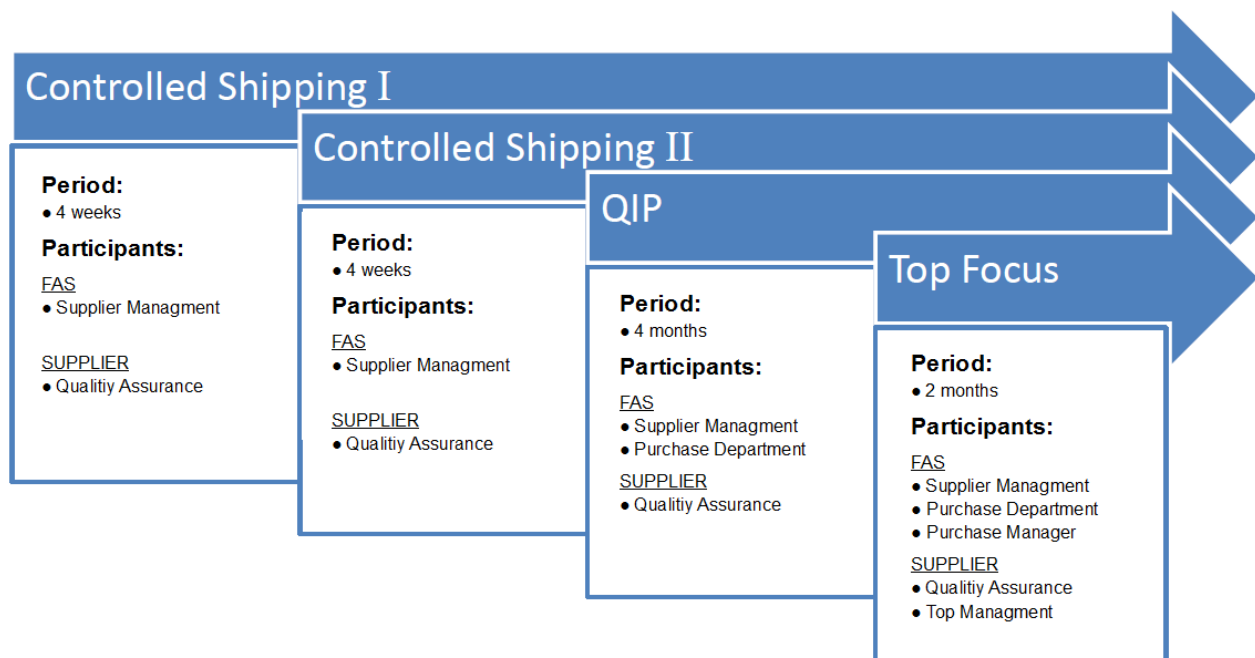 Controlled Shipping I
Period:
● 4 weeks
Participants:
FAS
● Supplier Managment
SUPPLIER
● Qualitiy Assurance
Controlled Shipping II
Period:
● 4 weeks
Participants:
FAS
● Supplier Managment
SUPPLIER
● Qualitiy Assurance
QIP
Period:
● 4 months
Participants:
FAS
● Supplier Managment
● Purchase Department
SUPPLIER
● Qualitiy Assurance
Top Focus
Period:
● 2 months
Participants:
FAS
● Supplier Managment
● Purchase Department
● Purchase Manager
SUPPLIER
● Qualitiy Assurance
● Top Managment